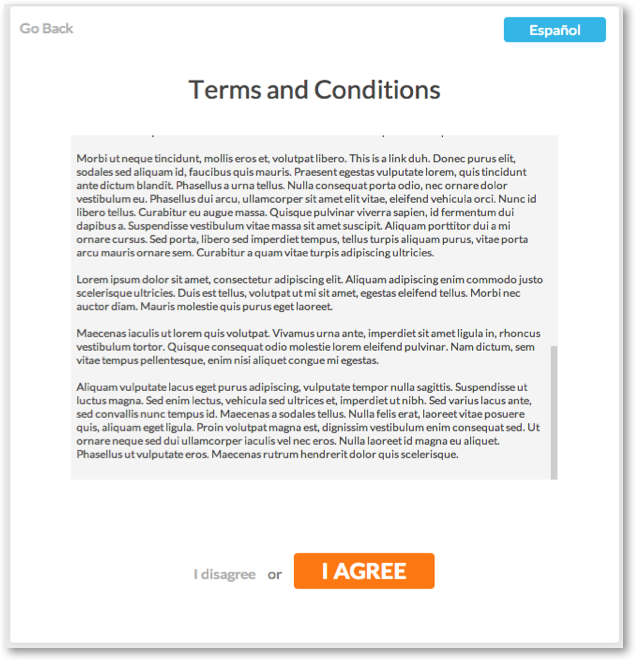 Go Back
Español
Terms and Conditions
Morbi ut neque tincidunt, mollis eros et, volutpat libero. This is a link duh. Donec purus elit,
sodales sed aliquam id, faucibus quis mauris. Praesent egestas vulputate lorem, quis tincidunt
ante dictum blandit. Phasellus a urna tellus. Nulla consequat porta odio, nec ornare dolor
vestibulum eu. Phasellus dui arcu, ullamcorper sit amet elit vitae, eleifend vehicula orci. Nunc id
libero tellus. Curabitur eu augue massa. Quisque pulvinar viverra sapien, id fermentum dui
dapibus a. Suspendisse vestibulum vitae massa sit amet suscipit. Aliquam porttitor dui a mi
ornare cursus. Sed porta, libero sed imperdiet tempus, tellus turpis aliquam purus, vitae porta
arcu mauris ornare sem. Curabitur a quam vitae turpis adipiscing ultricies.
Lorem ipsum dolor sit amet, consectetur adipiscing elit. Aliquam adipiscing enim commodo justo
scelerisque ultricies. Duis est tellus, volutpat ut mi sit amet, egestas eleifend tellus. Morbi nec
auctor diam. Mauris molestie quis purus eget laoreet.
Maecenas iaculis ut lorem quis volutpat. Vivamus urna ante, imperdiet sit amet ligula in, rhoncus
vestibulum tortor. Quisque consequat odio molestie lorem eleifend pulvinar. Nam dictum, sem
vitae tempus pellentesque, enim nisi aliquet congue mi egestas.
Aliquam vulputate lacus eget purus adipiscing, vulputate tempor nulla sagittis. Suspendisse ut
luctus magna. Sed enim lectus, vehicula sed ultrices et, imperdiet ut nibh. Sed varius lacus ante,
sed convallis nunc tempus id. Maecenas a sodales tellus. Nulla felis erat, laoreet vitae posuere
quis, aliquam eget ligula. Proin volutpat magna est, dignissim vestibulum enim consequat sed. Ut
ornare neque sed dui ullamcorper iaculis vel nec eros. Nulla laoreet id magna eu aliquet.
Phasellus ut vulputate eros. Maecenas rutrum hendrerit dolor quis scelerisque.
I disagree or I AGREE